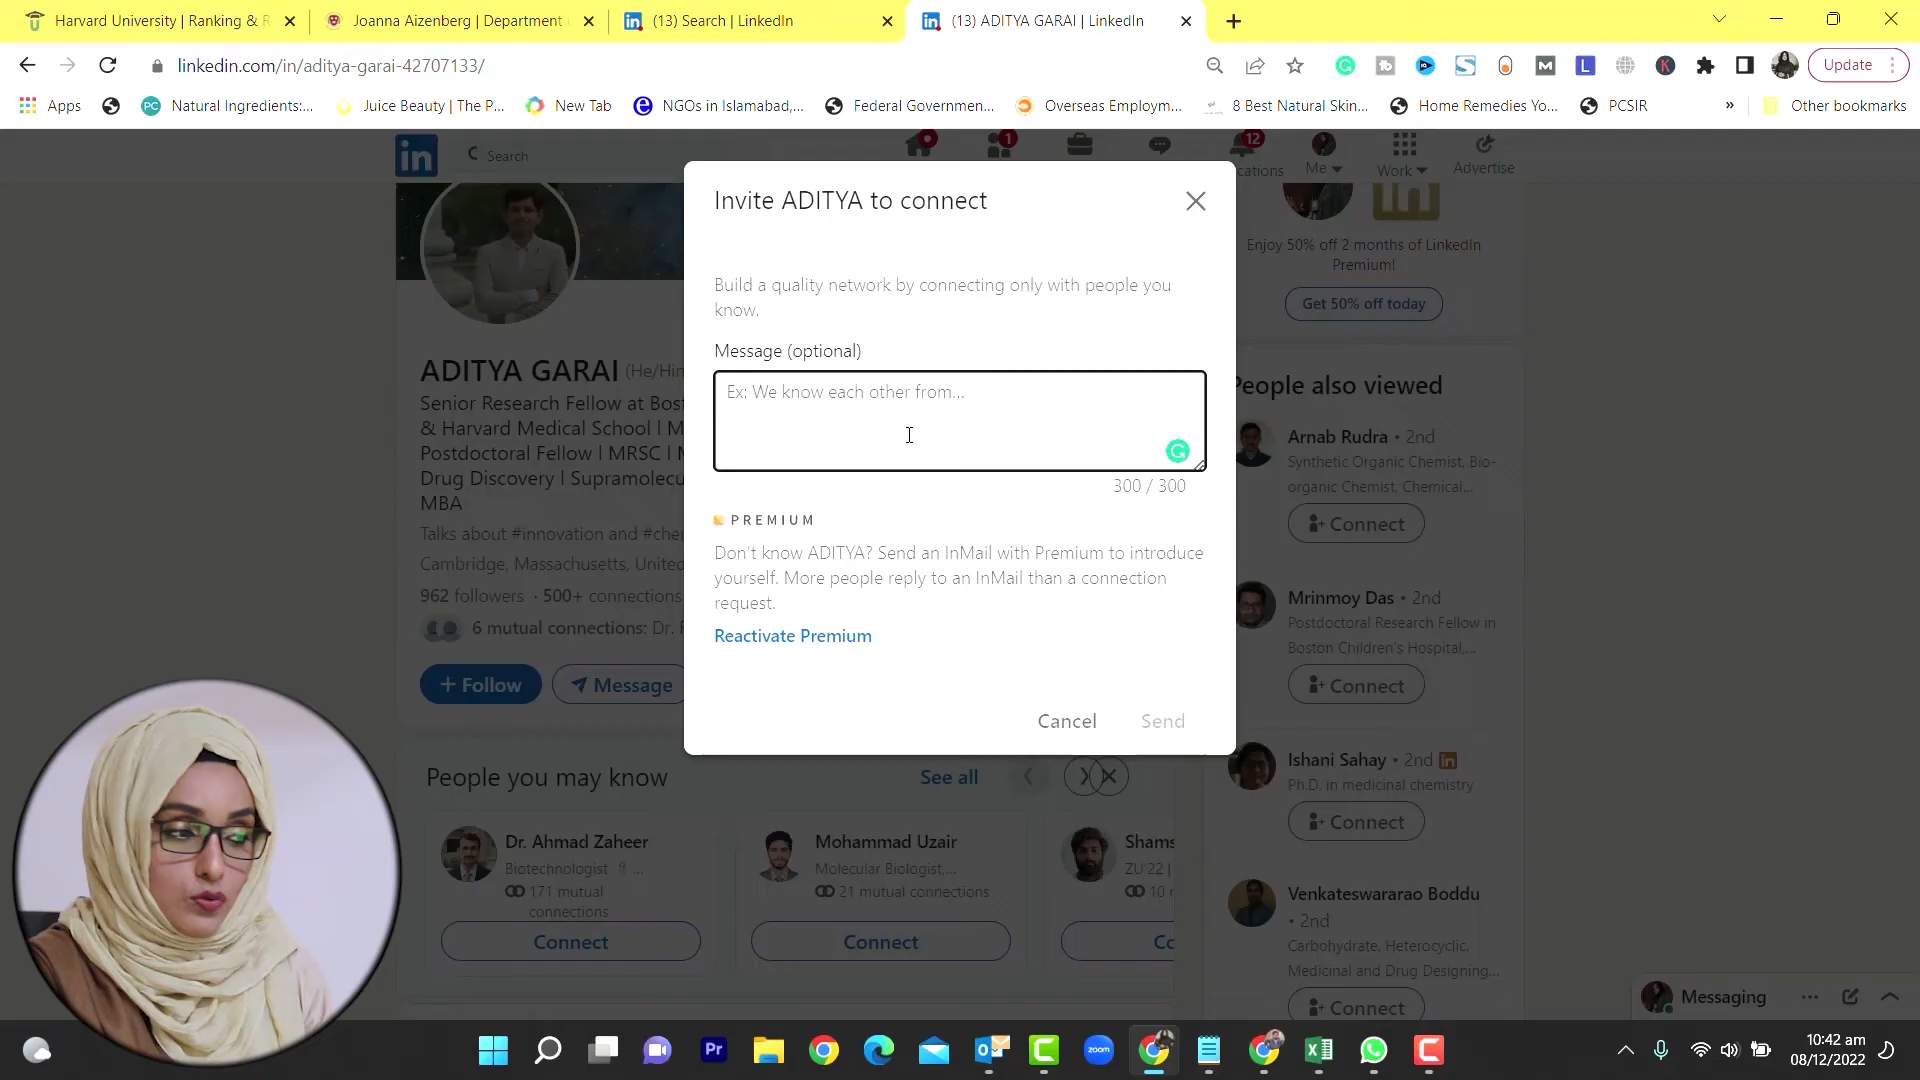 Harvard University | Ranking & R
Joanna Aizenberg | Department
(13) Search | LinkedIn
(13) ADITYA GARAI | LinkedIn
linkedin.com/in/aditya-garai-42707133/
Update
Apps
Natural Ingredients:...
Juice Beauty | The P...
New Tab
NGOs in Islamabad,...
Federal Governmen...
Overseas Employm...
8 Best Natural Skin...
Home Remedies Yo...
PCSIR
»
Other bookmarks
Search
1
12
cations
Me
Work
Advertise
Invite ADITYA to connect
Build a quality network by connecting only with people you
know.
Message (optional)
Ex: We know each other from...
300 / 300
PREMIUM
Don't know ADITYA? Send an InMail with Premium to introduce
yourself. More people reply to an InMail than a connection
request.
Reactivate Premium
Cancel
Send
ADITYA GARAI (He/Him
Senior Research Fellow at Bost
& Harvard Medical School | M
Postdoctoral Fellow | MRSC | M
Drug Discovery | Supramolecu
MBA
Talks about #innovation and #che
Cambridge, Massachusetts, United
962 followers · 500+ connections
6 mutual connections: Dr. F
+ Follow
Message
People you may know
See all
Dr. Ahmad Zaheer
Biotechnologist
171 mutual
connections
Connect
Mohammad Uzair
Molecular Biologist,...
21 mutual connections
Connect
Shams
ZU'22 |
10 m
Co
Enjoy 50% off 2 months of LinkedIn
Premium!
Get 50% off today
People also viewed
Arnab Rudra • 2nd
Synthetic Organic Chemist, Bio-
organic Chemist, Chemical...
Connect
Mrinmoy Das • 2nd
Postdoctoral Research Fellow in
Boston Children's Hospital,...
Connect
Ishani Sahay • 2nd
Ph.D. in medicinal chemistry
Connect
Venkateswararao Boddu
• 2nd
Carbohydrate, Heterocyclic,
Medicinal and Drug Designing...
Connect
Messaging
10:42 am
08/12/2022